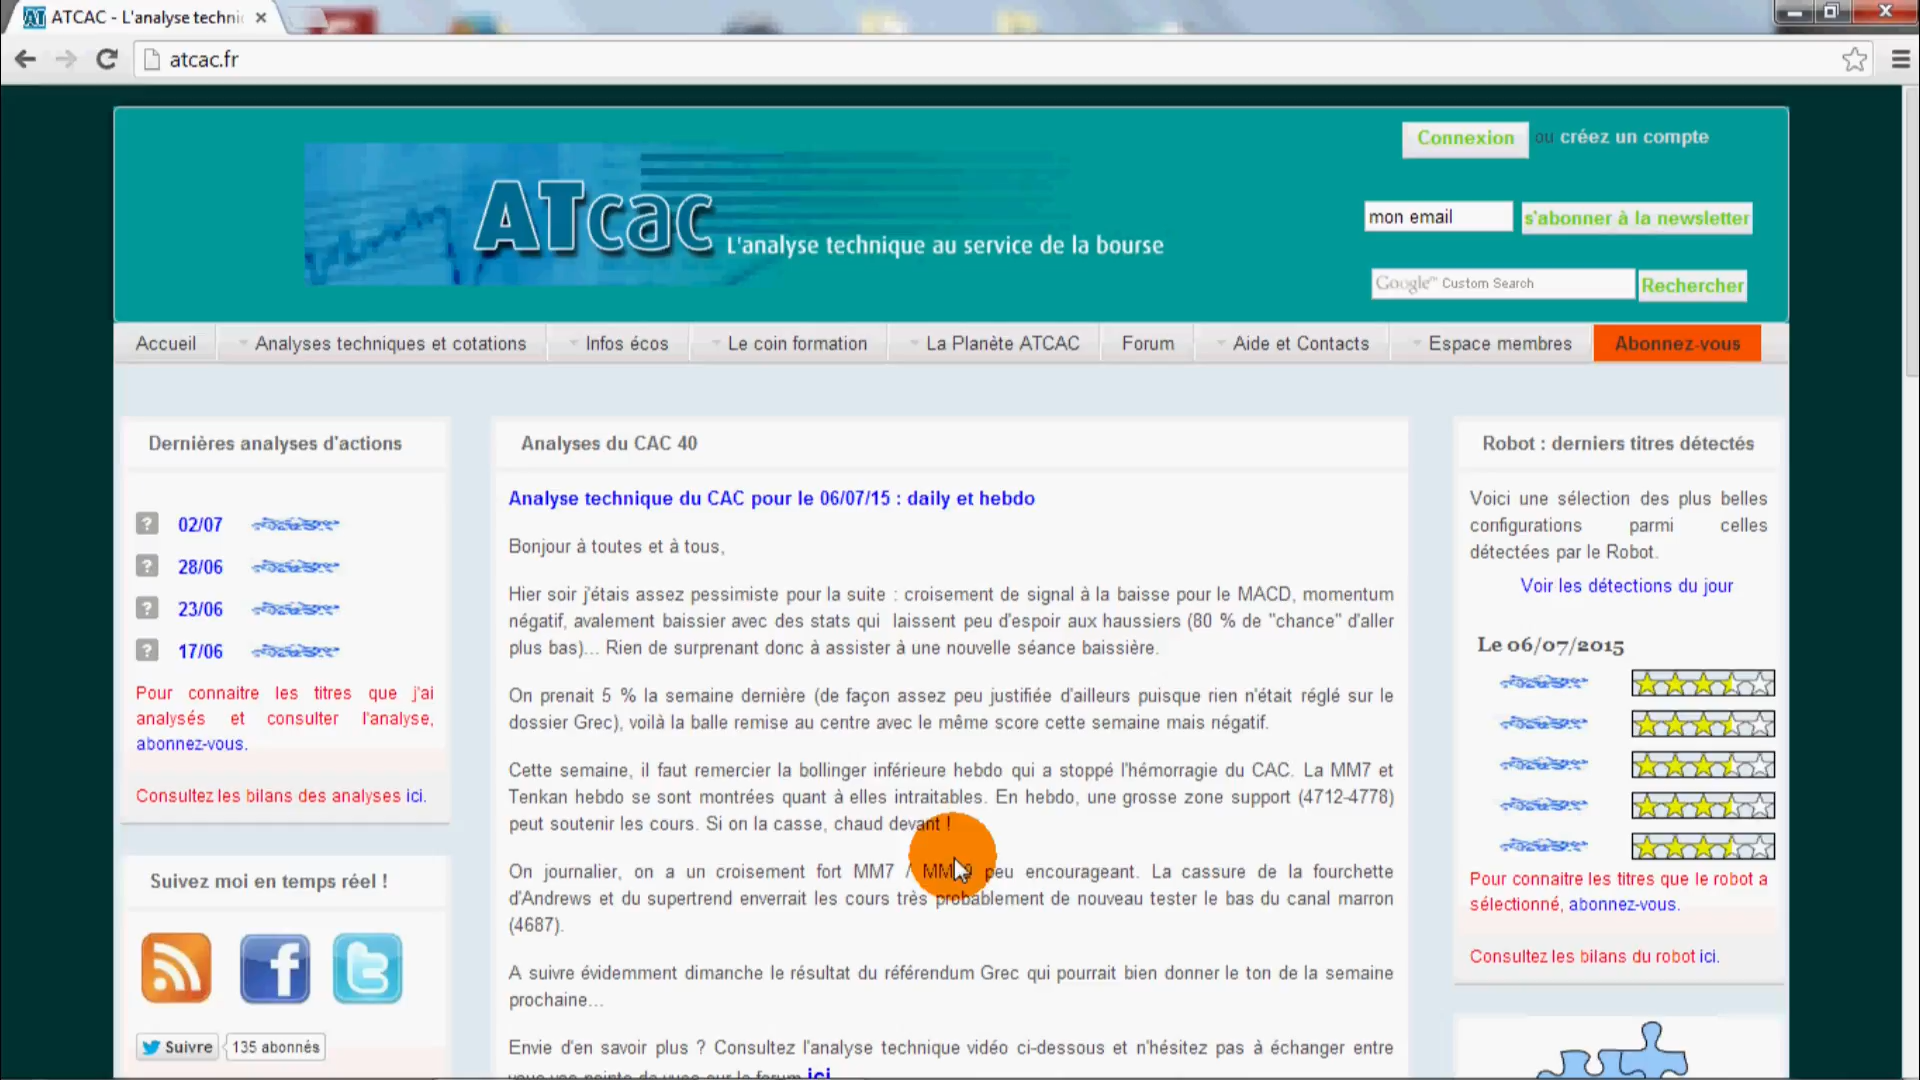 ATCAC - L'analyse techni
atcac.fr
Connexion ou créez un compte
ATcac
L'analyse technique au service de la bourse
mon email s'abonner à la newsletter
Google™ Custom Search Rechercher
Accueil Analyses techniques et cotations Infos écos Le coin formation La Planète ATCAC Forum Aide et Contacts Espace membres Abonnez-vous
Dernières analyses d'actions
? 02/07
? 28/06
? 23/06
? 17/06
Pour connaitre les titres que j'ai
analysés et consulter l'analyse,
abonnez-vous.
Consultez les bilans des analyses ici.
Suivez moi en temps réel !
Suivre 135 abonnés
Analyses du CAC 40
Analyse technique du CAC pour le 06/07/15 : daily et hebdo
Bonjour à toutes et à tous,
Hier soir j'étais assez pessimiste pour la suite : croisement de signal à la baisse pour le MACD, momentum
négatif, avalement baissier avec des stats qui laissent peu d'espoir aux haussiers (80 % de "chance" d'aller
plus bas)... Rien de surprenant donc à assister à une nouvelle séance baissière.
On prenait 5 % la semaine dernière (de façon assez peu justifiée d'ailleurs puisque rien n'était réglé sur le
dossier Grec), voilà la balle remise au centre avec le même score cette semaine mais négatif.
Cette semaine, il faut remercier la bollinger inférieure hebdo qui a stoppé l'hémorragie du CAC. La MM7 et
Tenkan hebdo se sont montrées quant à elles intraitables. En hebdo, une grosse zone support (4712-4778)
peut soutenir les cours. Si on la casse, chaud devant !
On journalier, on a un croisement fort MM7 / peu encourageant. La cassure de la fourchette
d'Andrews et du supertrend enverrait les cours très probablement de nouveau tester le bas du canal marron
(4687).
A suivre évidemment dimanche le résultat du référendum Grec qui pourrait bien donner le ton de la semaine
prochaine...
Envie d'en savoir plus ? Consultez l'analyse technique vidéo ci-dessous et n'hésitez pas à échanger entre
vous vos points de vues sur le forum ici
Robot : derniers titres détectés
Voici une sélection des plus belles
configurations parmi celles
détectées par le Robot.
Voir les détections du jour
Le 06/07/2015
Pour connaitre les titres que le robot a
sélectionné, abonnez-vous.
Consultez les bilans du robot ici.